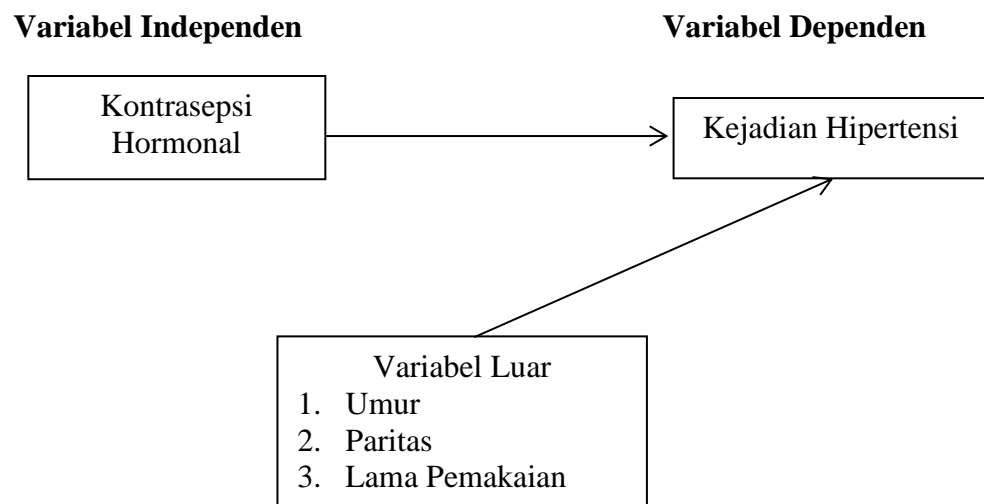 Variabel Independen
Variabel Dependen
Kontrasepsi
Hormonal
Kejadian Hipertensi
Variabel Luar
1. Umur
2. Paritas
3. Lama Pemakaian